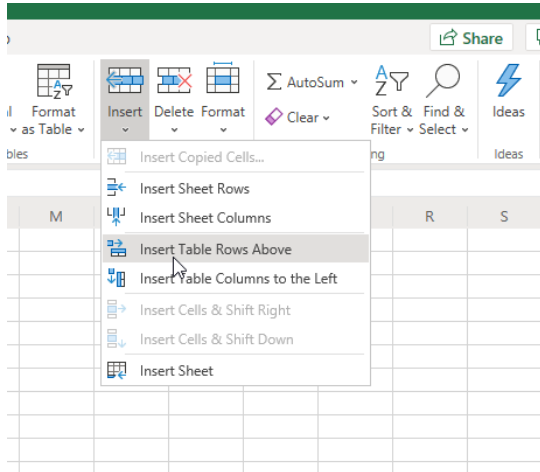 Share
Insert
Delete
Format
AutoSum
Clear
Format
as Table
Sort &
Filter
Find &
Select
Ideas
Ideas
Insert Copied Cells...
Insert Sheet Rows
Insert Sheet Columns
Insert Table Rows Above
Insert Table Columns to the Left
Insert Cells & Shift Right
Insert Cells & Shift Down
Insert Sheet
M
R
S